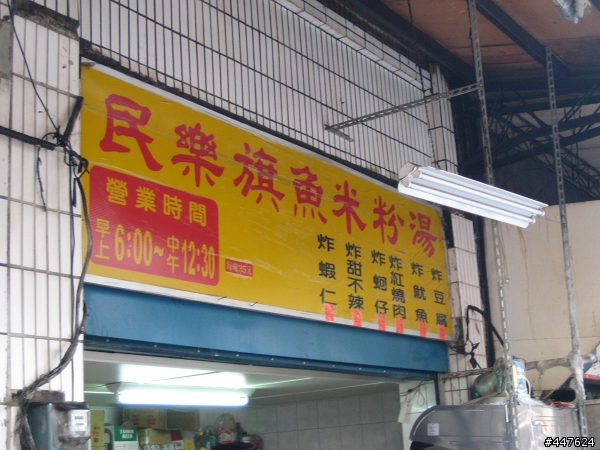 民樂旗魚米粉湯
營業時間
早上6:00~中午12:30
炸蝦仁
炸甜不辣
炸蚵仔
炸紅燒肉
炸魷魚
炸豆腐
#447624